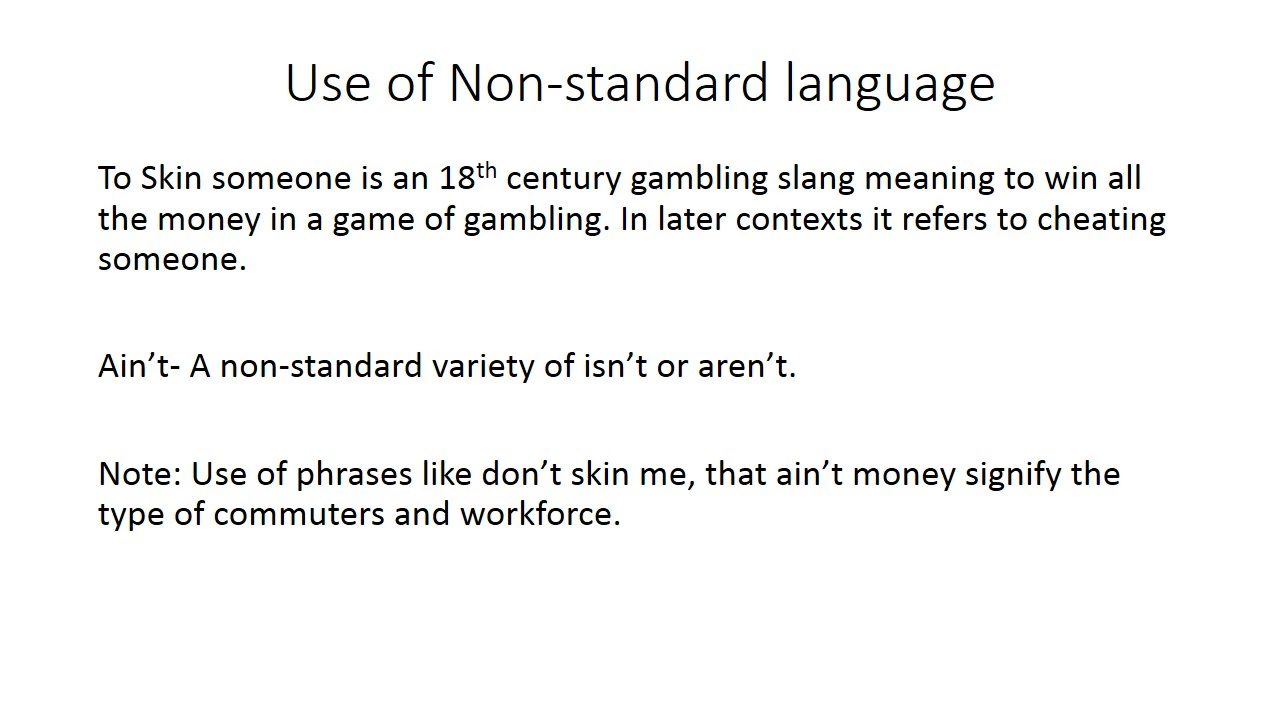 Use of Non-standard language
To Skin someone is an 18th century gambling slang meaning to win all
the money in a game of gambling. In later contexts it refers to cheating
someone.
Ain’t- A non-standard variety of isn’t or aren’t.
Note: Use of phrases like don’t skin me, that ain’t money signify the
type of commuters and workforce.